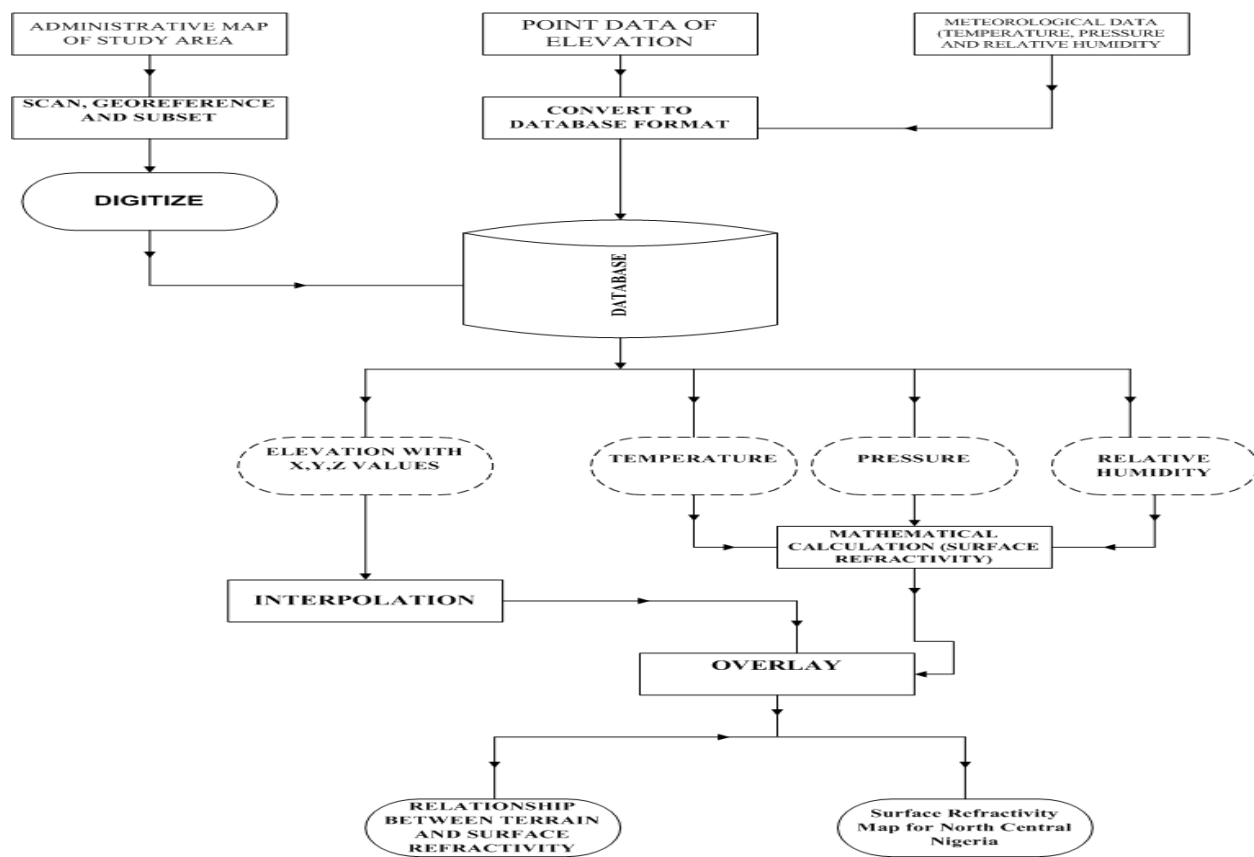 ADMINISTRATIVE MAP
OF STUDY AREA
POINT DATA OF
ELEVATION
METEOROLOGICAL DATA
(TEMPERATURE, PRESSURE
AND RELATIVE HUMIDITY
SCAN, GEOREFERENCE
AND SUBSET
CONVERT TO
DATABASE FORMAT
DIGITIZE
DATABASE
ELEVATION WITH
X,Y,Z VALUES
TEMPERATURE
PRESSURE
RELATIVE
HUMIDITY
MATHEMATICAL
CALCULATION (SURFACE
REFRACTIVITY)
INTERPOLATION
OVERLAY
RELATIONSHIP
BETWEEN TERRAIN
AND SURFACE
REFRACTIVITY
Surface Refractivity
Map for North Central
Nigeria